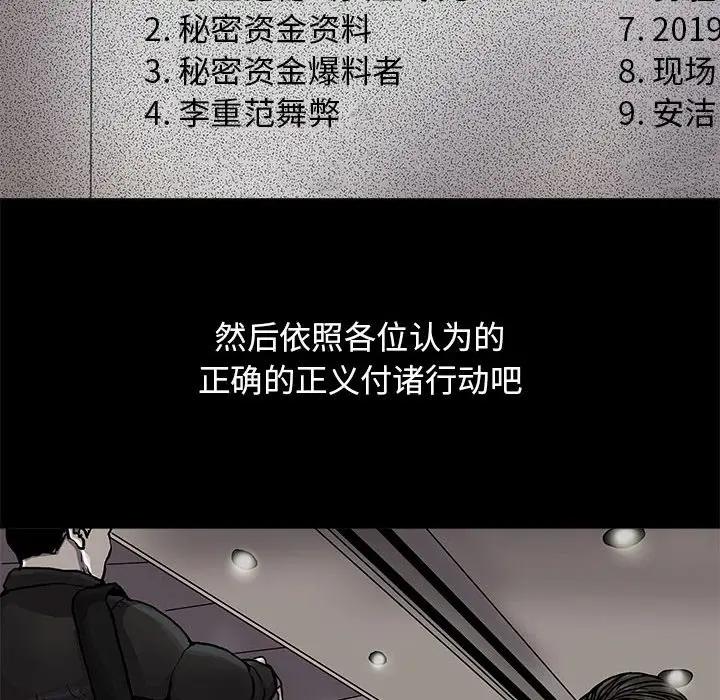 2. 秘密资金资料
7. 2019
3. 秘密资金爆料者
8. 现场
4. 李重范舞弊
9. 安洁
然后依照各位认为的
正确的正义付诸行动吧